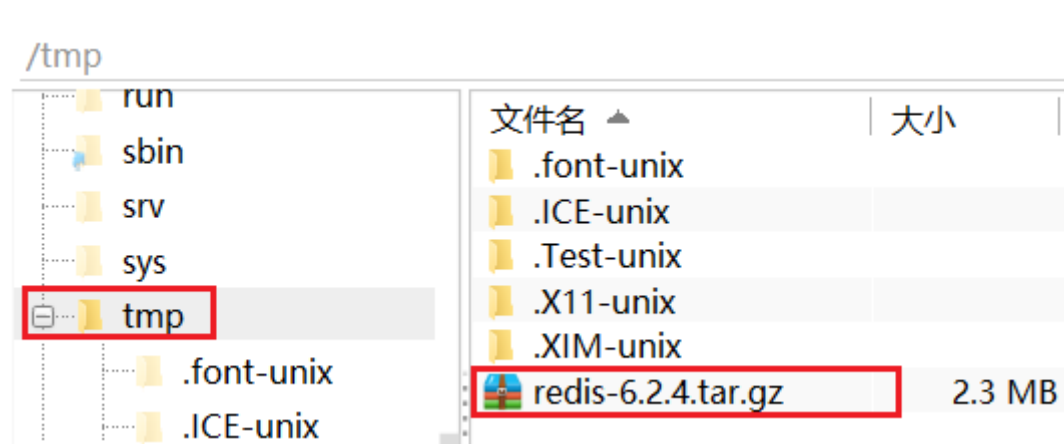 /tmp
run
sbin
srv
sys
tmp
.font-unix
.ICE-unix
文件名 大小
.font-unix
.ICE-unix
.Test-unix
.X11-unix
.XIM-unix
redis-6.2.4.tar.gz 2.3 MB